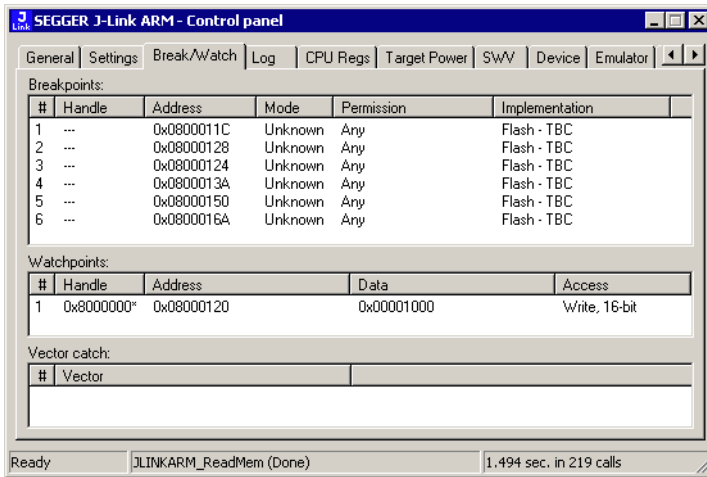 J Link SEGGER J-Link ARM - Control panel
General Settings Break/Watch Log CPU Regs Target Power SWV Device Emulator
Breakpoints:
# Handle Address Mode Permission Implementation
1 --- 0x0800011C Unknown Any Flash - TBC
2 --- 0x08000128 Unknown Any Flash - TBC
3 --- 0x08000124 Unknown Any Flash - TBC
4 --- 0x0800013A Unknown Any Flash - TBC
5 --- 0x08000150 Unknown Any Flash - TBC
6 --- 0x0800016A Unknown Any Flash - TBC
Watchpoints:
# Handle Address Data Access
1 0x8000000* 0x08000120 0x00001000 Write, 16-bit
Vector catch:
# Vector
Ready JLINKARM_ReadMem (Done) 1.494 sec. in 219 calls